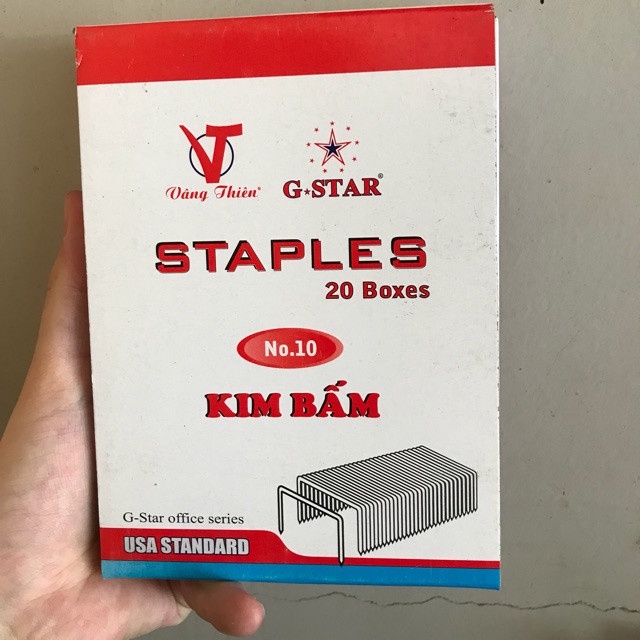 VT
Vâng Thiên®
G★STAR®
STAPLES
20 Boxes
No.10
KIM BẤM
G-Star office series
USA STANDARD